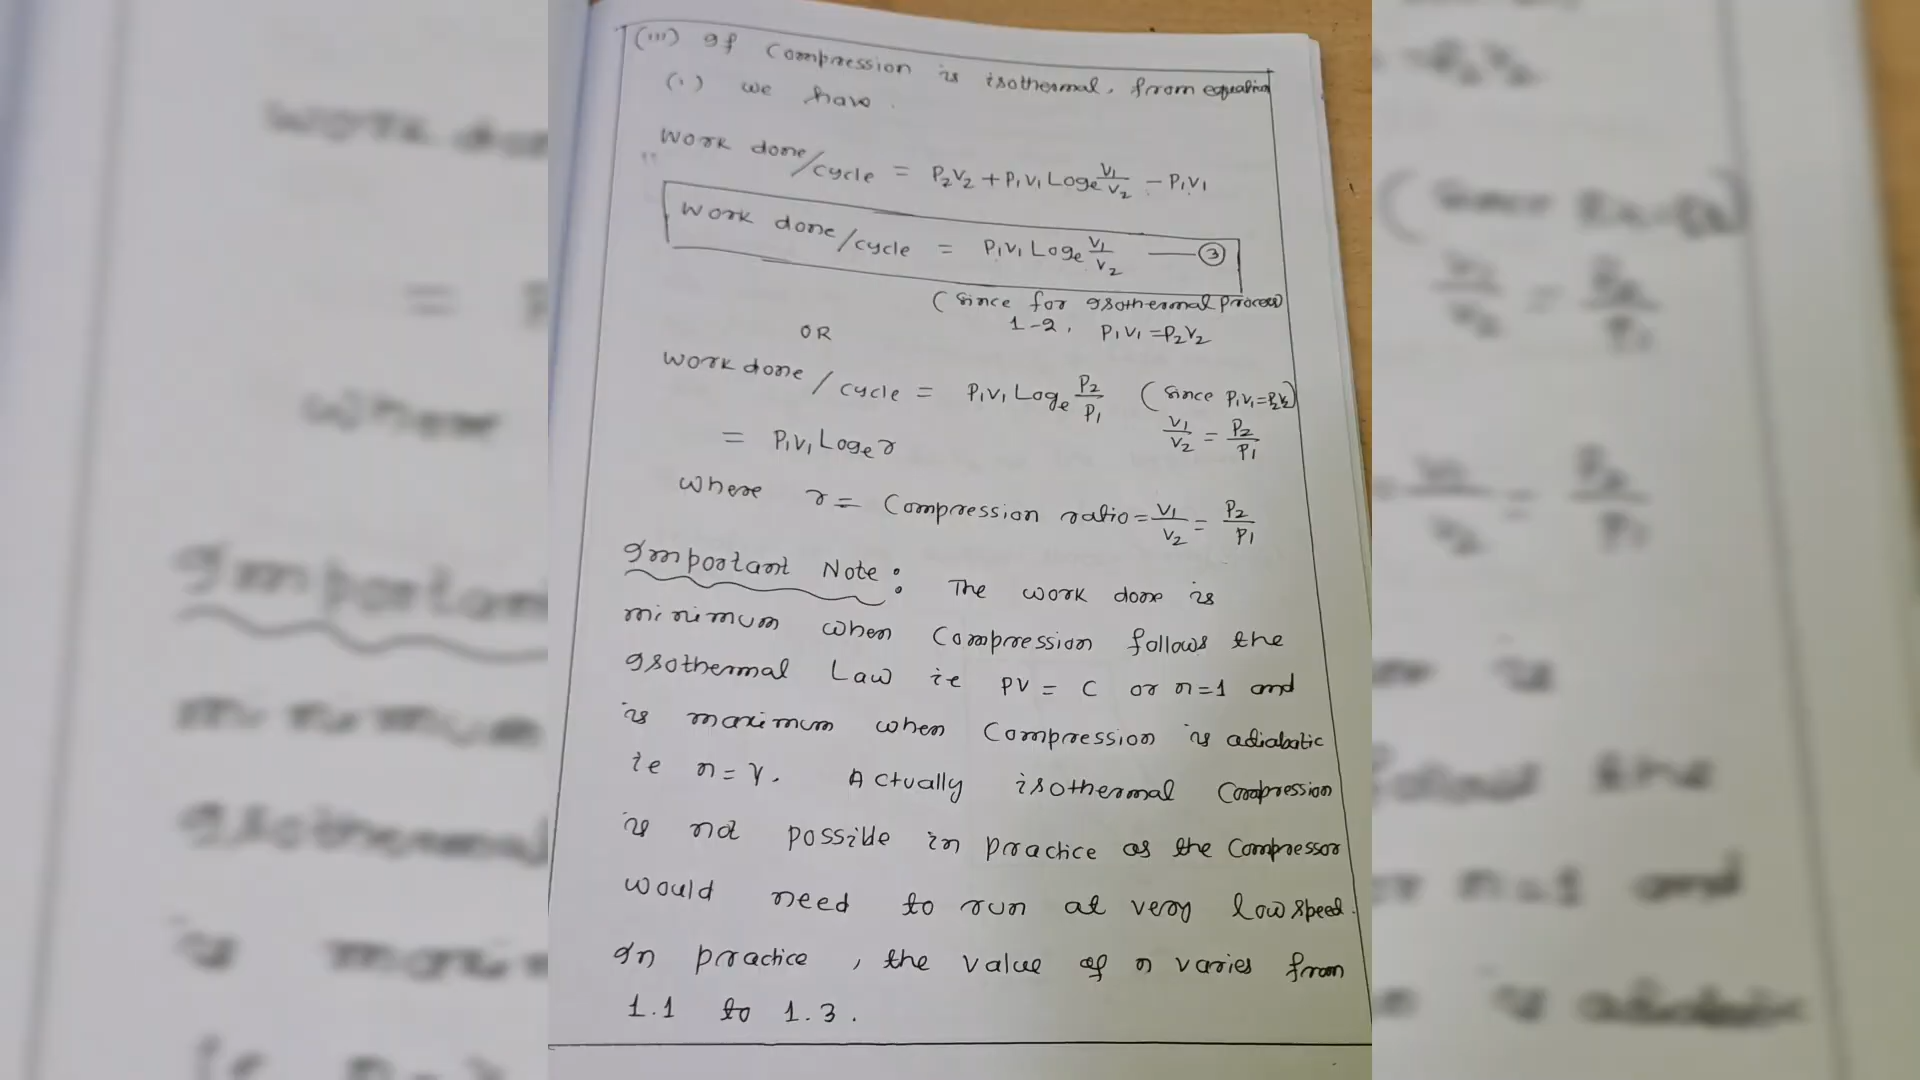 (iii) If Compression is isothermal, from equation
(i) we have.
Work done/cycle = P2V2 + P1V1 Loge V1/V2 - P1V1
Work done/cycle = P1V1 Loge V1/V2 —— ③
(Since for Isothermal process
1-2, P1V1 = P2V2
OR
Work done/cycle = P1V1 Loge P2/P1 (Since P1V1 = P2V2)
= P1V1 Loge r V1/V2 = P2/P1
where r = Compression ratio = V1/V2 = P2/P1
Important Note: The work done is
minimum when Compression follows the
Isothermal Law ie PV = C or n=1 and
is maximum when Compression is adiabatic
ie n=γ. Actually isothermal Compression
is not possible in practice as the Compressor
would need to run at very low speed.
In practice, the value of n varies from
1.1 to 1.3.